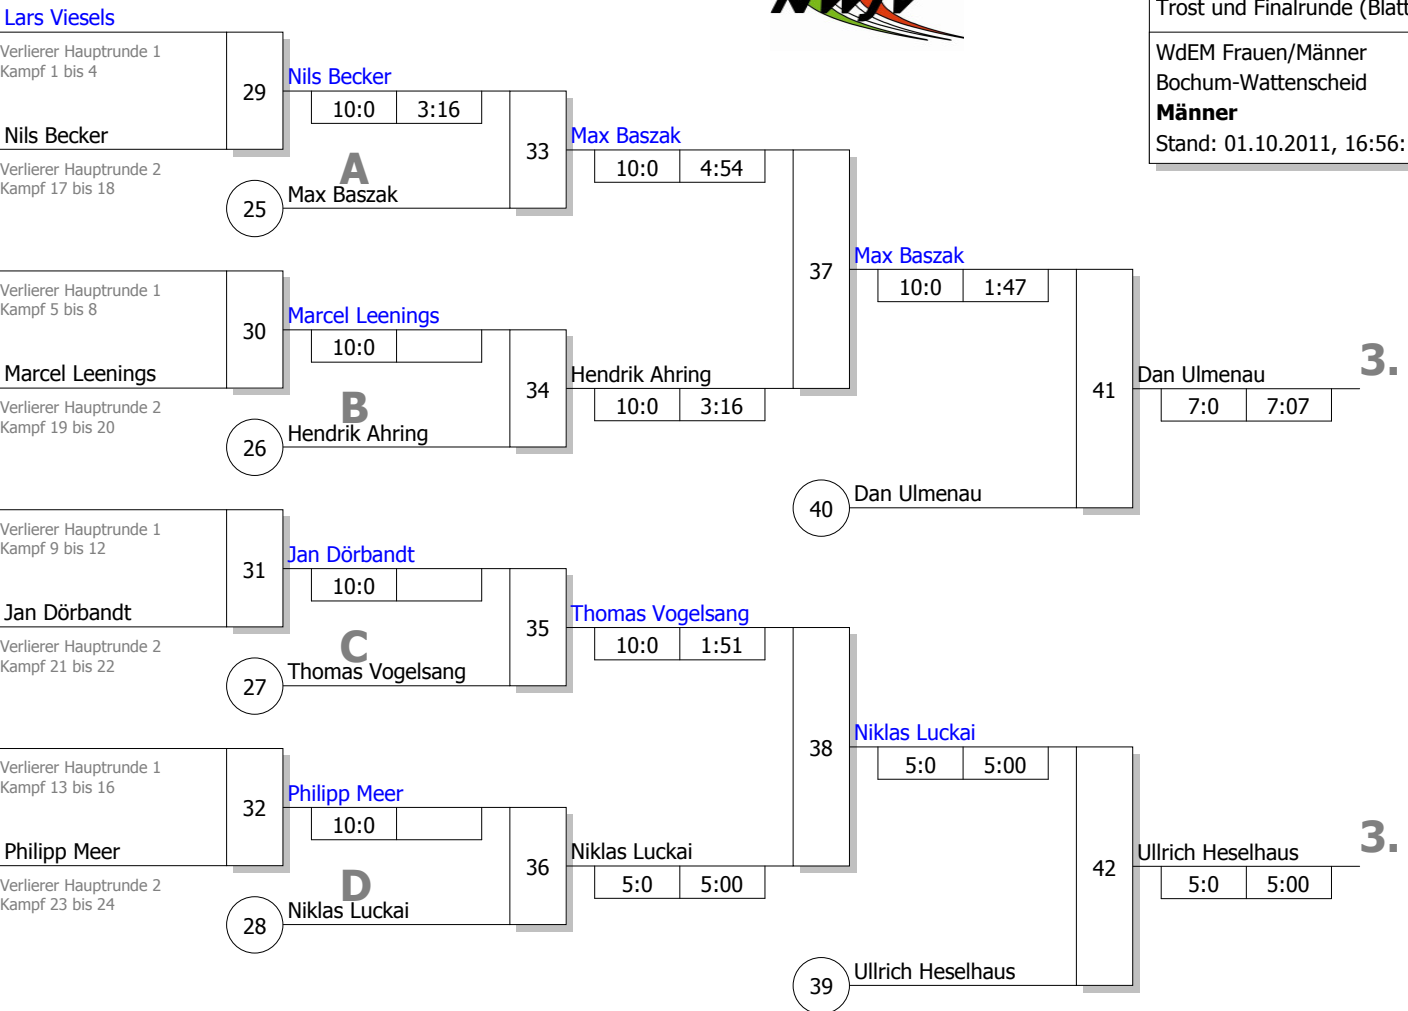 Lars Viesels
Verlierer Hauptrunde 1
Kampf 1 bis 4
29
Nils Becker
10:0 3:16
Nils Becker
Verlierer Hauptrunde 2
Kampf 17 bis 18
A
25
Max Baszak
33
Max Baszak
10:0 4:54
Trost und Finalrunde (Blatt
WdEM Frauen/Männer
Bochum-Wattenscheid
Männer
Stand: 01.10.2011, 16:56:
Verlierer Hauptrunde 1
Kampf 5 bis 8
30
Marcel Leenings
10:0
Marcel Leenings
Verlierer Hauptrunde 2
Kampf 19 bis 20
B
26
Hendrik Ahring
34
Hendrik Ahring
10:0 3:16
37
Max Baszak
10:0 1:47
40
Dan Ulmenau
41
Dan Ulmenau
7:0 7:07
3.
Verlierer Hauptrunde 1
Kampf 9 bis 12
31
Jan Dörbandt
10:0
Jan Dörbandt
Verlierer Hauptrunde 2
Kampf 21 bis 22
C
27
Thomas Vogelsang
35
Thomas Vogelsang
10:0 1:51
Verlierer Hauptrunde 1
Kampf 13 bis 16
32
Philipp Meer
10:0
Philipp Meer
Verlierer Hauptrunde 2
Kampf 23 bis 24
D
28
Niklas Luckai
36
Niklas Luckai
5:0 5:00
38
Niklas Luckai
5:0 5:00
39
Ullrich Heselhaus
42
Ullrich Heselhaus
5:0 5:00
3.